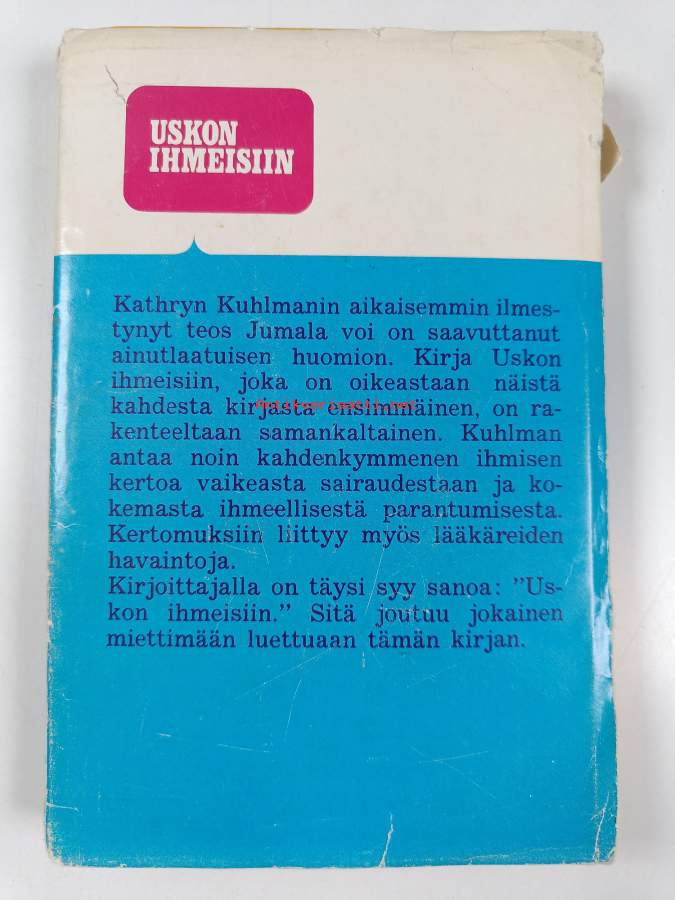 USKON
IHMEISIIN
Kathryn Kuhlmanin aikaisemmin ilmes-
tynyt teos Jumala voi on saavuttanut
ainutlaatuisen huomion. Kirja Uskon
ihmeisiin, joka on oikeastaan näistä
kahdesta kirjasta ensimmäinen, on ra-
Antikvariaatti.net
kenteeltaan samankaltainen. Kuhlman
antaa noin kahdenkymmenen ihmisen
kertoa vaikeasta sairaudestaan ja ko-
kemasta ihmeellisestä parantumisesta.
Kertomuksiin liittyy myös lääkäreiden
havaintoja.
Kirjoittajalla on täysi syy sanoa: ”Us-
kon ihmeisiin.” Sitä joutuu jokainen
miettimään luettuaan tämän kirjan.